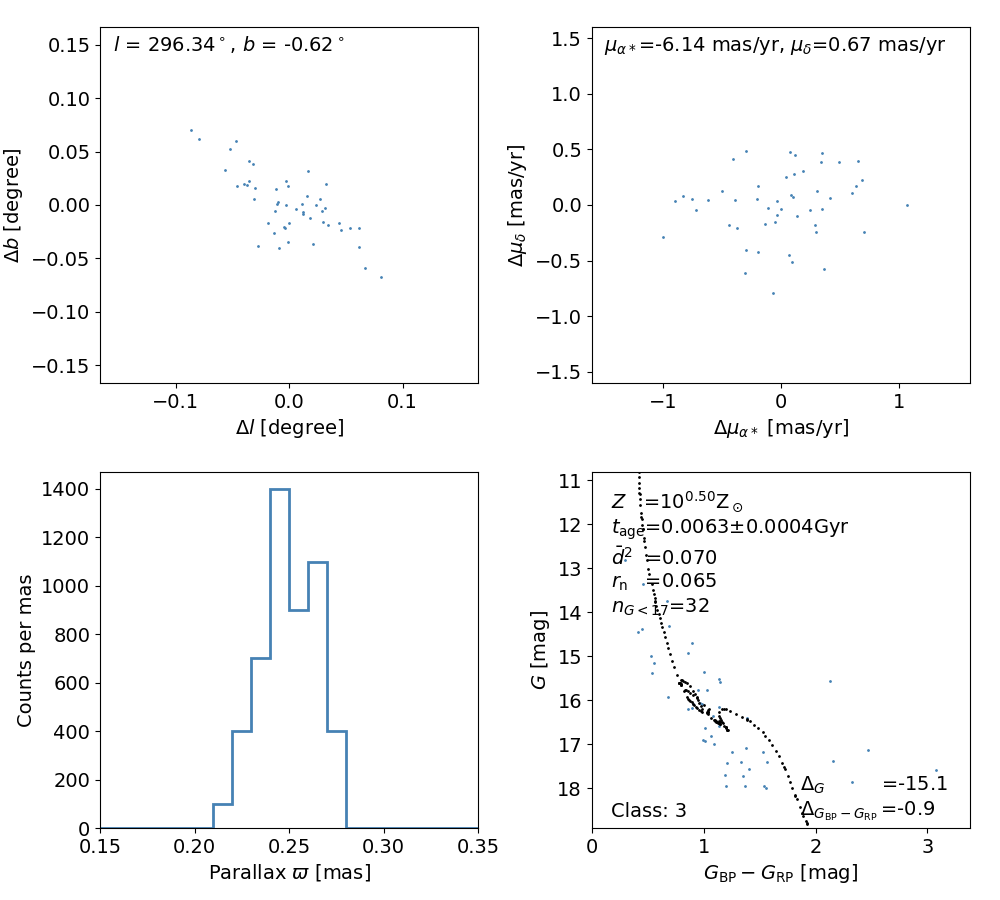 l = 296.34°, b = -0.62°
0.15
0.10
0.05
0.00
−0.05
−0.10
−0.15
Δb [degree]
−0.1
0.0
0.1
Δl [degree]
μα∗=-6.14 mas/yr, μδ=0.67 mas/yr
1.5
1.0
0.5
0.0
−0.5
−1.0
−1.5
Δμδ [mas/yr]
−1
0
1
Δμα∗ [mas/yr]
1400
1200
1000
800
600
400
200
0
Counts per mas
0.15
0.20
0.25
0.30
0.35
Parallax ϖ [mas]
Z =10^0.50 Z⊙
t_age=0.0063±0.0004Gyr
d̄² =0.070
r_n =0.065
n_G<17=32
Δ_G =-15.1
Class: 3
Δ_GBP−GRP =-0.9
11
12
13
14
15
16
17
18
G [mag]
0
1
2
3
G_BP − G_RP [mag]